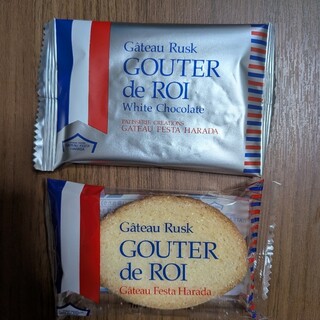 Gâteau Rusk
GOUTER
de ROI
White Chocolate
PATISSERIE CREATIONS
GATEAU FESTA HARADA
Gâteau Rusk
GOUTER
de ROI
Gâteau Festa Harada